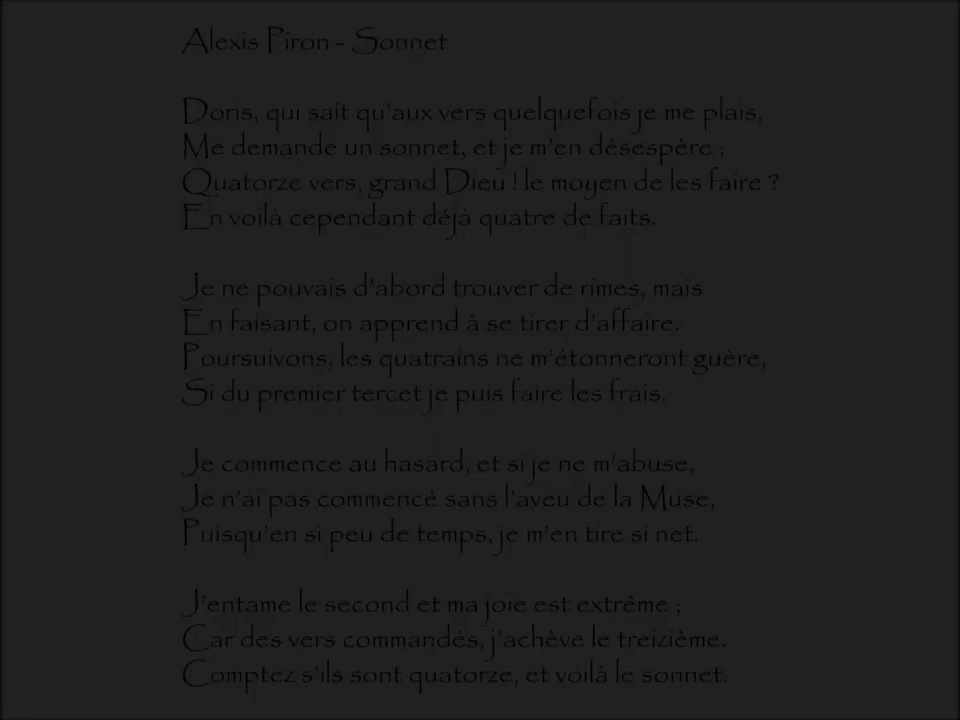 Alexis Piron - Sonnet
Doris, qui sait qu'aux vers quelquefois je me plais,
Me demande un sonnet, et je m'en désespère ;
Quatorze vers, grand Dieu ! le moyen de les faire ?
En voilà cependant déjà quatre de faits.
Je ne pouvais d'abord trouver de rimes, mais
En faisant, on apprend à se tirer d'affaire.
Poursuivons, les quatrains ne m'étonneront guère,
Si du premier tercet je puis faire les frais.
Je commence au hasard, et si je ne m'abuse,
Je n'ai pas commencé sans l'aveu de la Muse,
Puisqu'en si peu de temps, je m'en tire si net.
J'entame le second et ma joie est extrême ;
Car des vers commandés, j'achève le treizième.
Comptez s'ils sont quatorze, et voilà le sonnet.